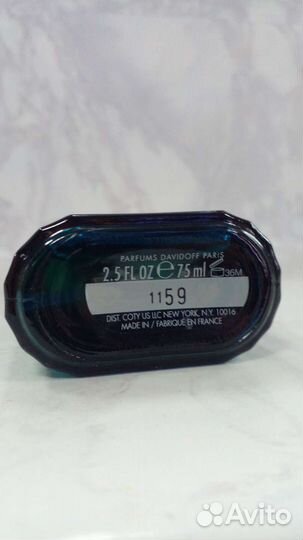 PARFUMS DAVIDOFF PARIS
2.5 FL OZ ℮ 75 ml 36M
1159
DIST. COTY US LLC NEW YORK, N.Y. 10016
MADE IN / FABRIQUÉ EN FRANCE
Avito